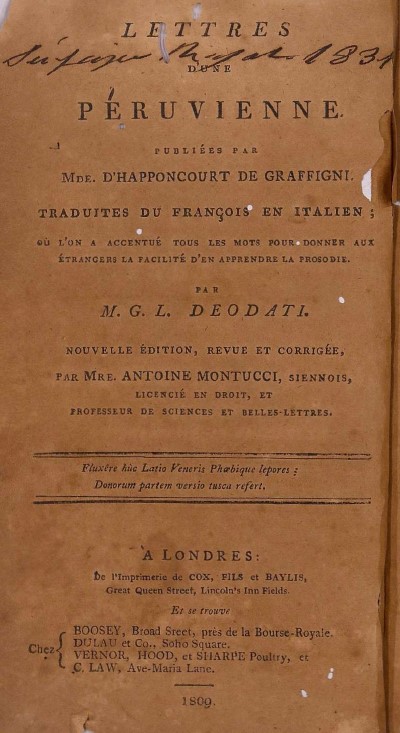 LETTRES
D'UNE
1831
PÉRUVIENNE.
PUBLIÉES PAR
MDE. D'HAPPONCOURT DE GRAFFIGNI.
TRADUITES DU FRANÇOIS EN ITALIEN ;
OÙ L'ON A ACCENTUÉ TOUS LES MOTS POUR DONNER AUX
ÉTRANGERS LA FACILITÉ D'EN APPRENDRE LA PROSODIE.
PAR
M. G. L. DEODATI.
NOUVELLE ÉDITION, REVUE ET CORRIGÉE,
PAR MRE. ANTOINE MONTUCCI, SIENNOIS,
LICENCIÉ EN DROIT, ET
PROFESSEUR DE SCIENCES ET BELLES-LETTRES.
Fluxêre hûc Latio Veneris Phœbique lepores ;
Donorum partem versio tusca refert.
A LONDRES:
De l'Imprimerie de COX, FILS et BAYLIS,
Great Queen Street, Lincoln's Inn Fields.
Et se trouve
Chez
BOOSEY, Broad Sreet, près de la Bourse-Royale.
DULAU et Co., Soho Square.
VERNOR, HOOD, et SHARPE Poultry, et
C. LAW, Ave-Maria Lane.
1809.